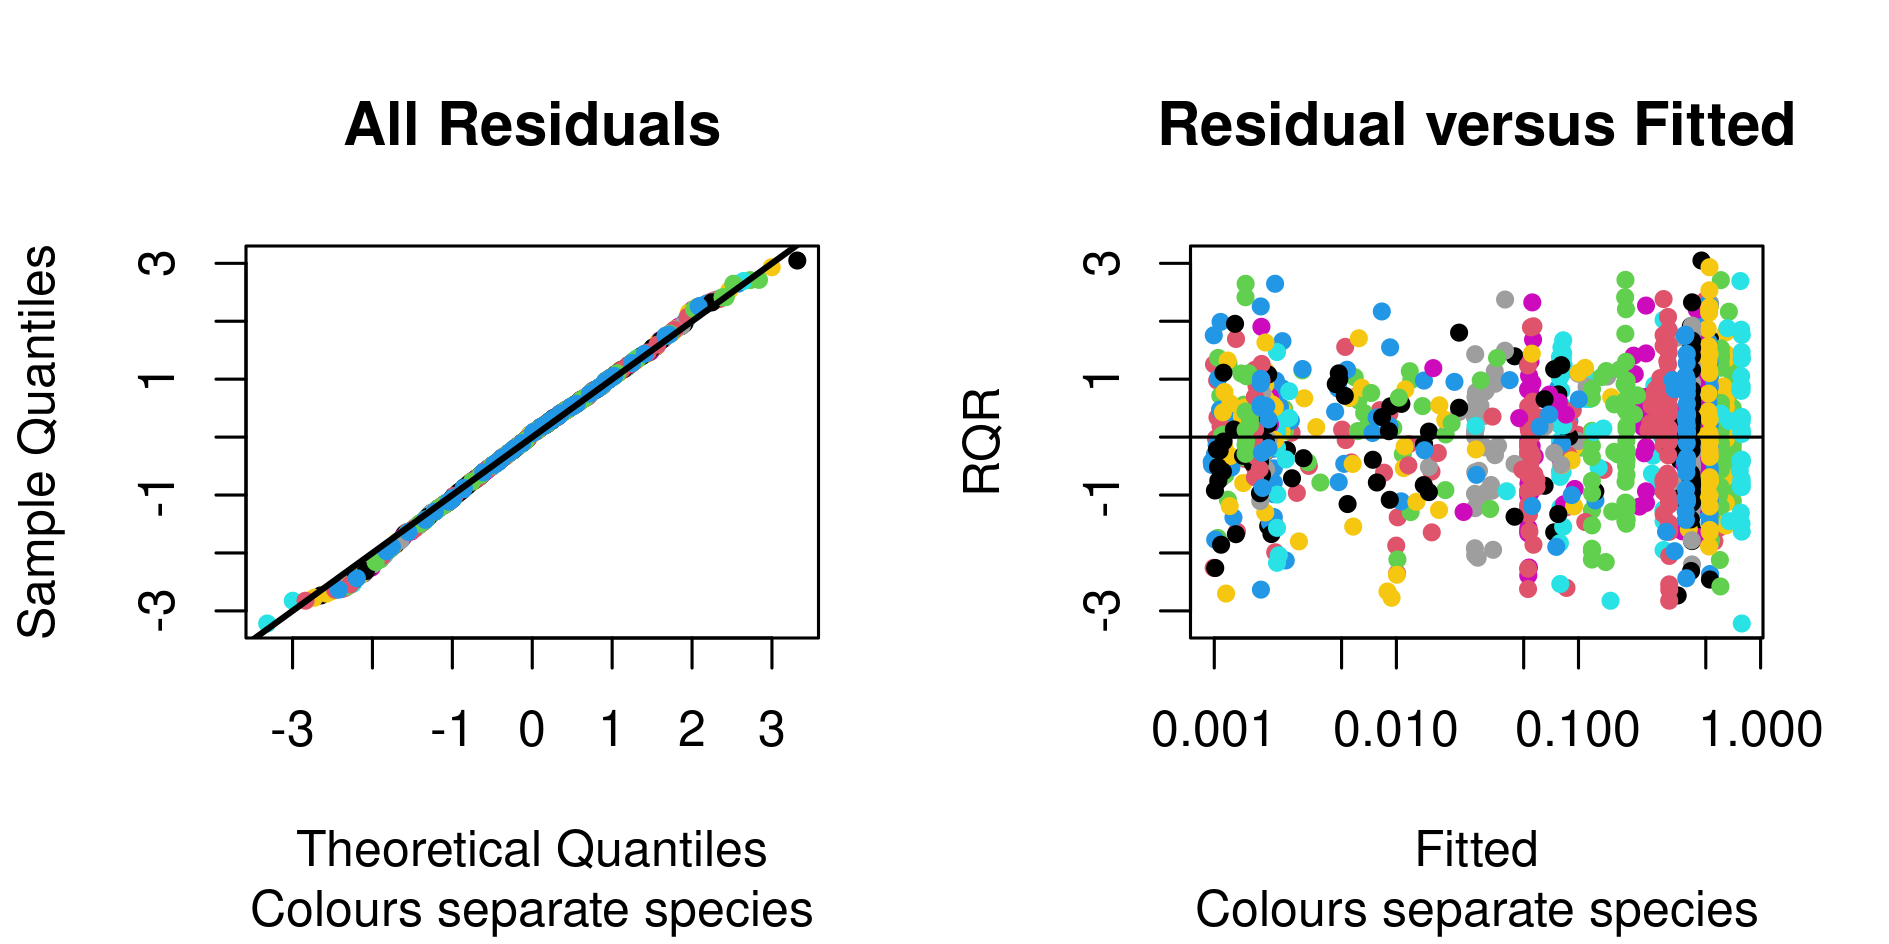 All Residuals
Sample Quantiles
3
1
-1
-3
-3 -1 0 1 2 3
Theoretical Quantiles
Colours separate species
Residual versus Fitted
RQR
3
1
-1
-3
0.001 0.010 0.100 1.000
Fitted
Colours separate species